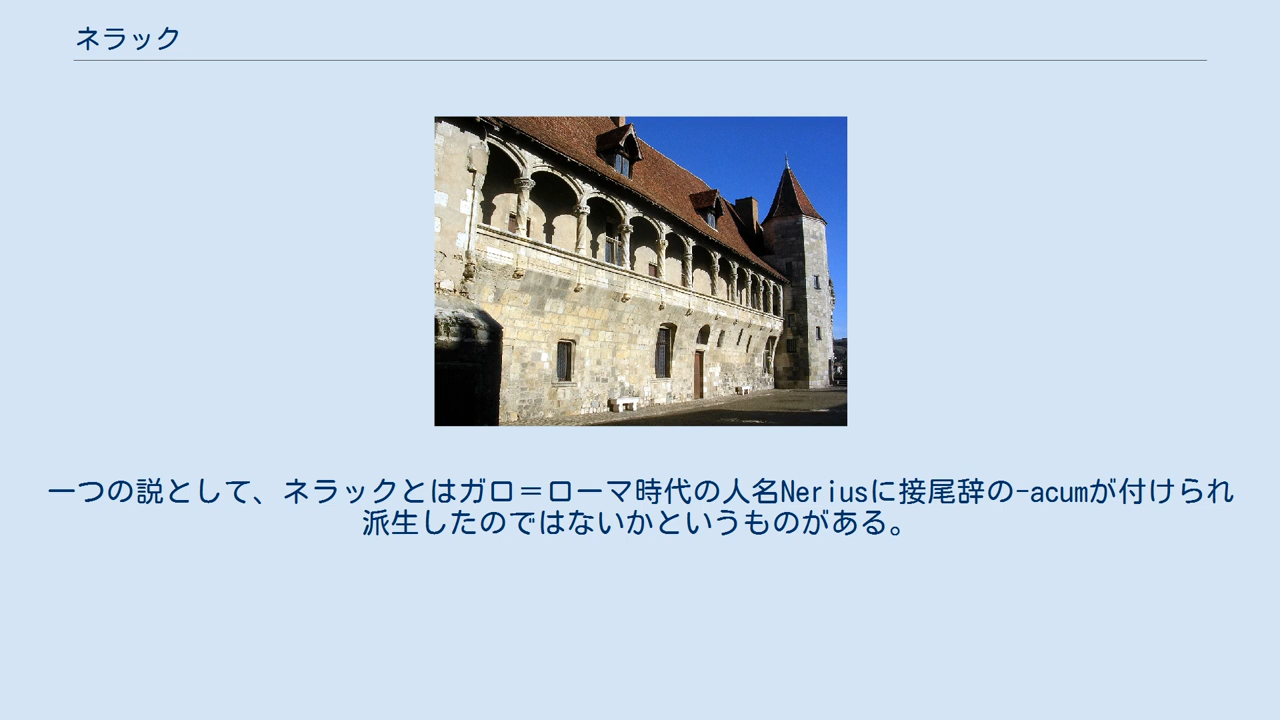 ネラック
一つの説として、ネラックとはガロ＝ローマ時代の人名Neriusに接尾辞の-acumが付けられ
派生したのではないかというものがある。